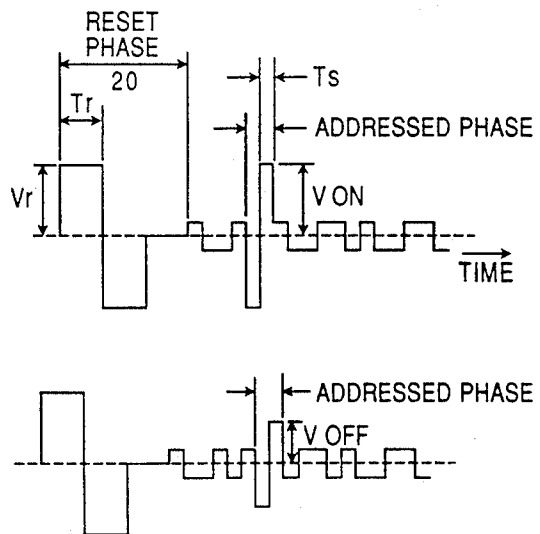 RESET
PHASE
20
Tr
Ts
ADDRESSED PHASE
Vr
V ON
TIME
ADDRESSED PHASE
V OFF